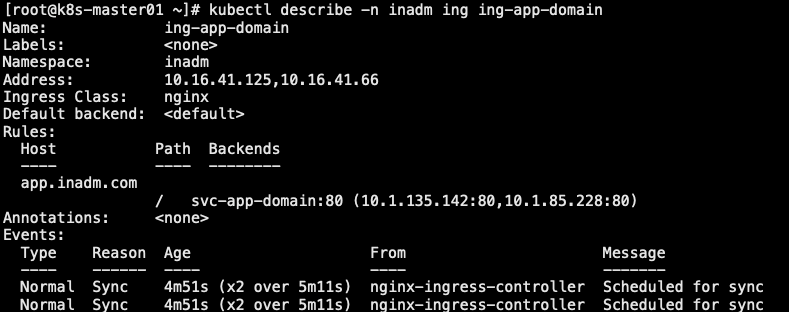 [root@k8s-master01 ~]# kubectl describe -n inadm ing ing-app-domain
Name:             ing-app-domain
Labels:           <none>
Namespace:        inadm
Address:          10.16.41.125,10.16.41.66
Ingress Class:    nginx
Default backend:  <default>
Rules:
  Host           Path  Backends
  ----           ----  --------
  app.inadm.com
                 /   svc-app-domain:80 (10.1.135.142:80,10.1.85.228:80)
Annotations:     <none>
Events:
  Type    Reason  Age                    From                      Message
  ----    ------  ----                   ----                      -------
  Normal  Sync    4m51s (x2 over 5m11s)  nginx-ingress-controller  Scheduled for sync
  Normal  Sync    4m51s (x2 over 5m11s)  nginx-ingress-controller  Scheduled for sync